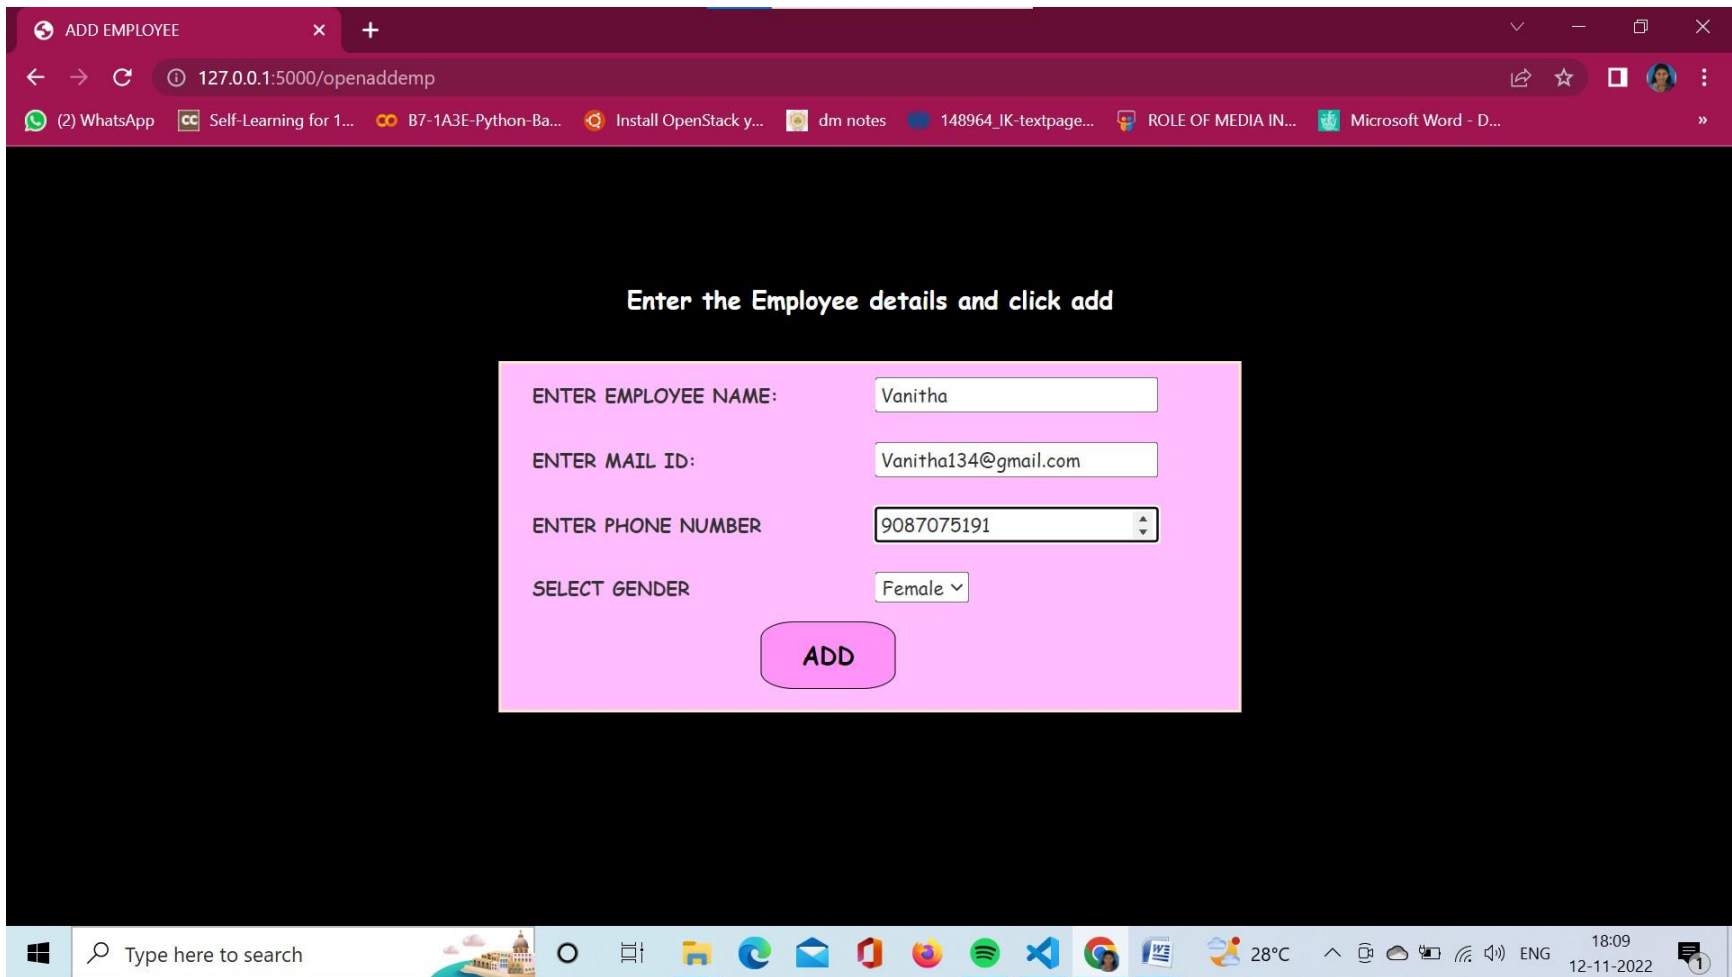 ADD EMPLOYEE
127.0.0.1:5000/openaddemp
(2) WhatsApp
CC Self-Learning for 1...
CO B7-1A3E-Python-Ba...
Install OpenStack y...
dm notes
148964_IK-textpage...
ROLE OF MEDIA IN...
Microsoft Word - D...
»
Enter the Employee details and click add
ENTER EMPLOYEE NAME: Vanitha
ENTER MAIL ID: Vanitha134@gmail.com
ENTER PHONE NUMBER 9087075191
SELECT GENDER Female
ADD
Type here to search
28°C
ENG
18:09
12-11-2022
1